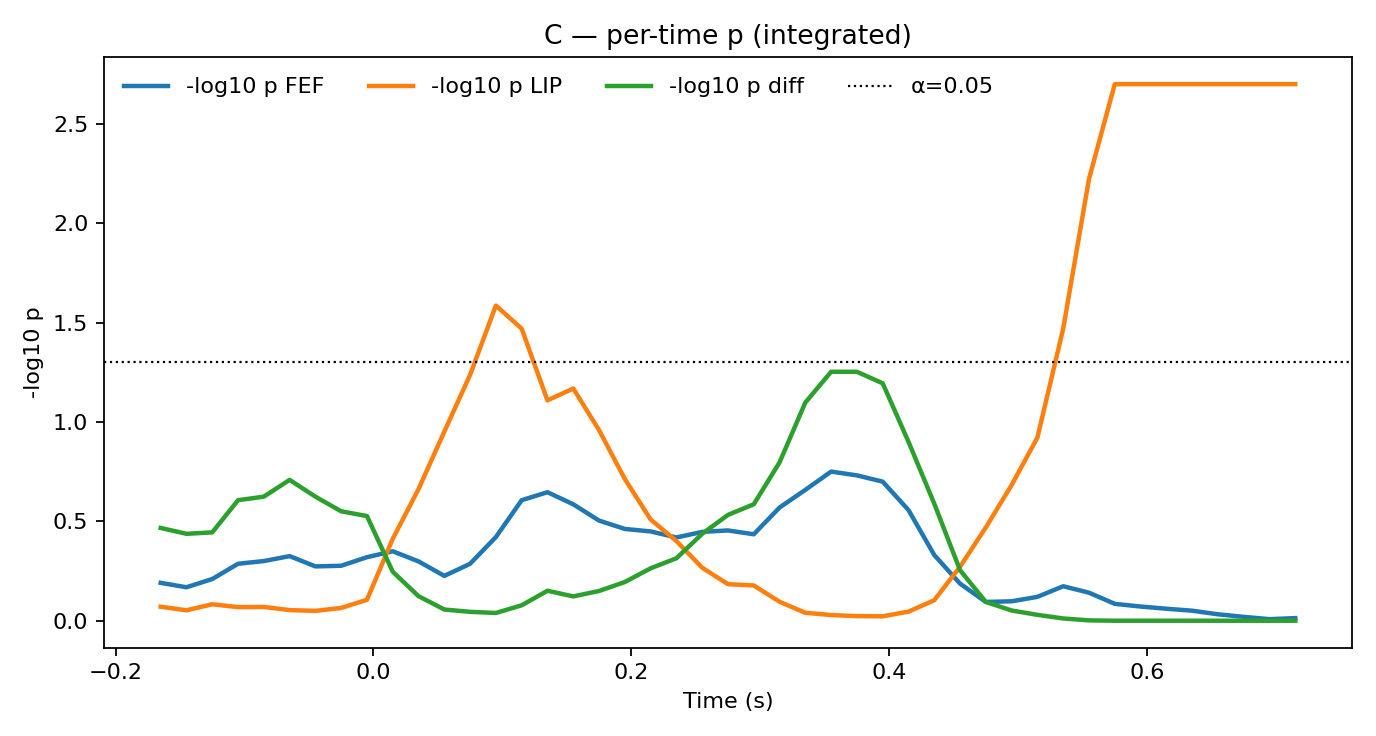 C — per-time p (integrated)
-log10 p FEF -log10 p LIP -log10 p diff α=0.05
-log10 p
2.5
2.0
1.5
1.0
0.5
0.0
−0.2 0.0 0.2 0.4 0.6
Time (s)